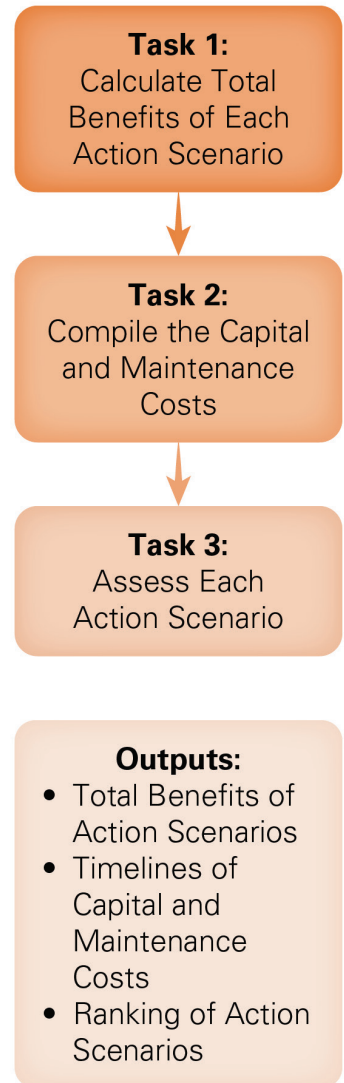 Task 1:
Calculate Total
Benefits of Each
Action Scenario
Task 2:
Compile the Capital
and Maintenance
Costs
Task 3:
Assess Each
Action Scenario
Outputs:
• Total Benefits of
Action Scenarios
• Timelines of
Capital and
Maintenance
Costs
• Ranking of Action
Scenarios